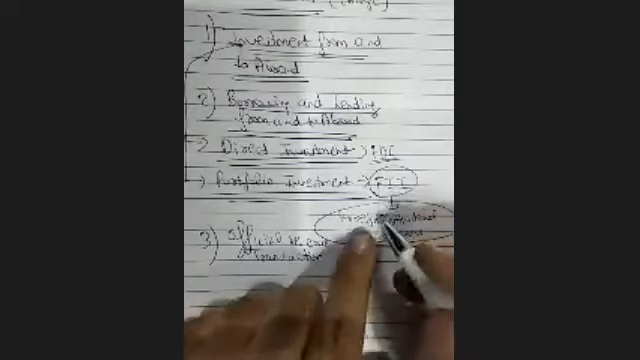 1) Investment from and
to Abroad
2) Borrowing and lending
from and to Abroad
→ Direct Investment → FDI
→ Portfolio Investment → FII
3) Official
Transaction